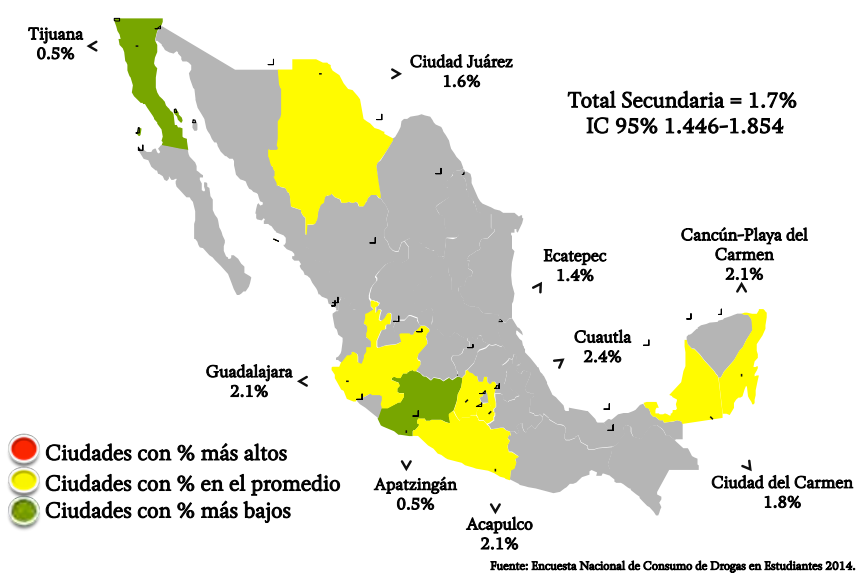 Tijuana
0.5%
Ciudad Juárez
1.6%
Total Secundaria = 1.7%
IC 95% 1.446-1.854
Cancún-Playa del
Carmen
2.1%
Ecatepec
1.4%
Cuautla
2.4%
Guadalajara
2.1%
Ciudades con % más altos
Ciudades con % en el promedio
Ciudades con % más bajos
Apatzingán
0.5%
Acapulco
2.1%
Ciudad del Carmen
1.8%
Fuente: Encuesta Nacional de Consumo de Drogas en Estudiantes 2014.